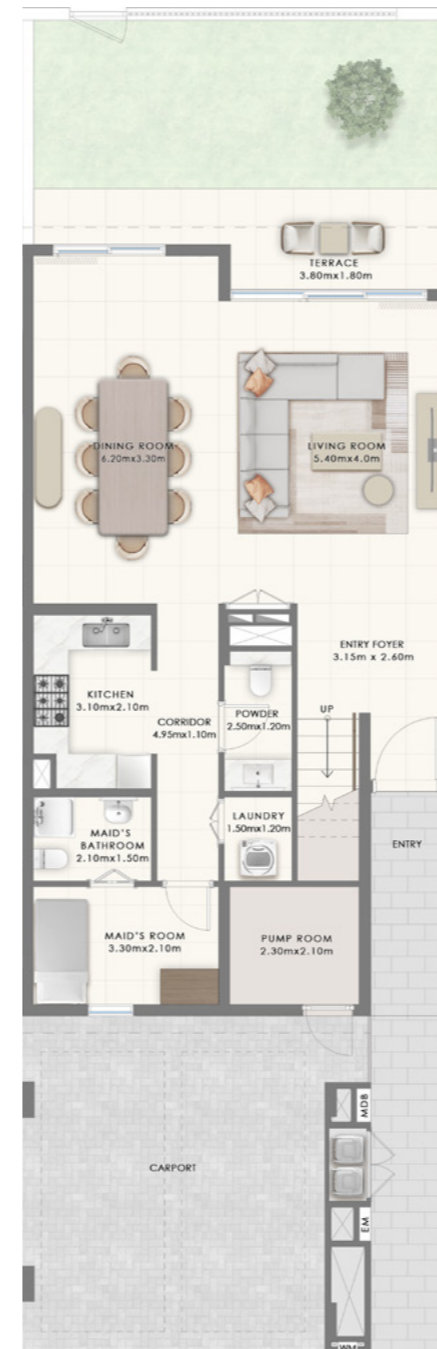 TERRACE
3.80mx1.80m
DINING ROOM
6.20mx3.30m
LIVING ROOM
5.40mx4.0m
ENTRY FOYER
3.15m x 2.60m
KITCHEN
3.10mx2.10m
CORRIDOR
4.95mx1.10m
POWDER
2.50mx1.20m
UP
MAID'S
BATHROOM
2.10mx1.50m
LAUNDRY
1.50mx1.20m
ENTRY
MAID'S ROOM
3.30mx2.10m
PUMP ROOM
2.30mx2.10m
CARPORT
MDB
EM
WM